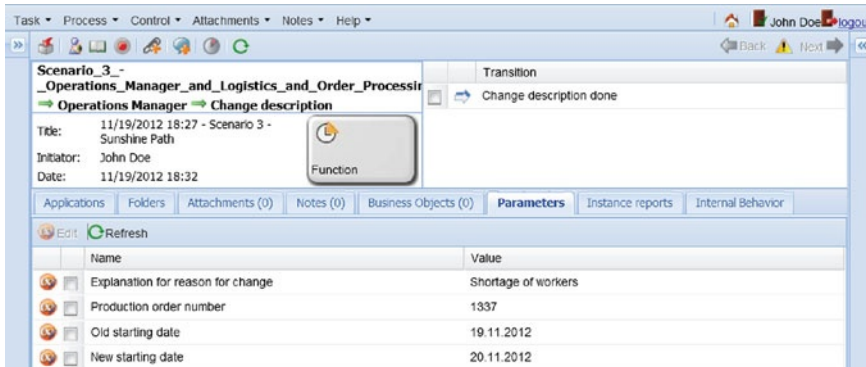 Task Process Control Attachments Notes Help John Doe logou
Back Next
Scenario_3_-
_Operations_Manager_and_Logistics_and_Order_Processin
Operations Manager Change description
Title: 11/19/2012 18:27 - Scenario 3 -
Sunshine Path
Initiator: John Doe
Date: 11/19/2012 18:32
Function
Transition
Change description done
Applications Folders Attachments (0) Notes (0) Business Objects (0) Parameters Instance reports Internal Behavior
Edit Refresh
Name Value
Explanation for reason for change Shortage of workers
Production order number 1337
Old starting date 19.11.2012
New starting date 20.11.2012